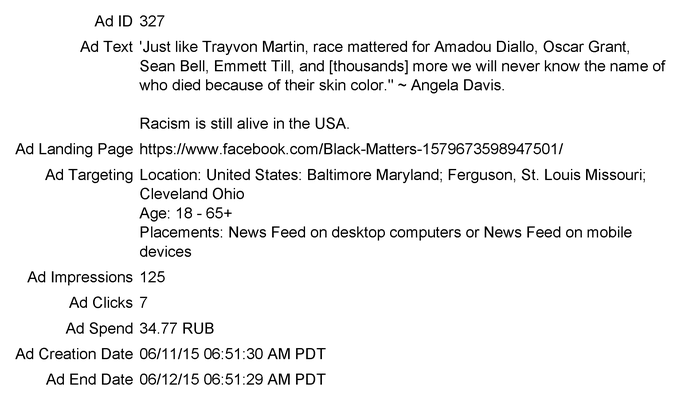 Ad ID 327
Ad Text 'Just like Trayvon Martin, race mattered for Amadou Diallo, Oscar Grant,
Sean Bell, Emmett Till, and [thousands] more we will never know the name of
who died because of their skin color." ~ Angela Davis.
Racism is still alive in the USA.
Ad Landing Page https://www.facebook.com/Black-Matters-1579673598947501/
Ad Targeting Location: United States: Baltimore Maryland; Ferguson, St. Louis Missouri;
Cleveland Ohio
Age: 18 - 65+
Placements: News Feed on desktop computers or News Feed on mobile
devices
Ad Impressions 125
Ad Clicks 7
Ad Spend 34.77 RUB
Ad Creation Date 06/11/15 06:51:30 AM PDT
Ad End Date 06/12/15 06:51:29 AM PDT